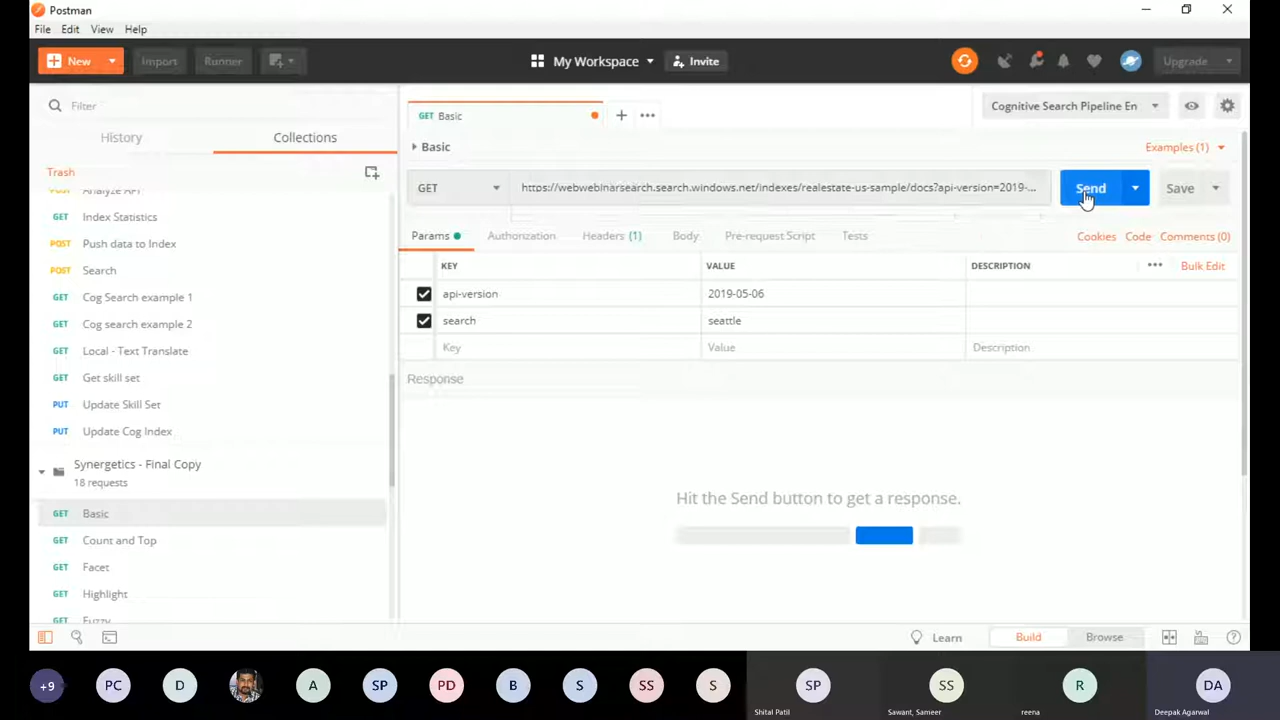 Postman
File Edit View Help
New Import Runner My Workspace Invite Upgrade
Filter
History Collections
Trash
POST Analyze API
GET Index Statistics
POST Push data to Index
POST Search
GET Cog Search example 1
GET Cog search example 2
GET Local - Text Translate
GET Get skill set
PUT Update Skill Set
PUT Update Cog Index
Synergetics - Final Copy
18 requests
GET Basic
GET Count and Top
GET Facet
GET Highlight
GET Fuzzy
GET Basic
Cognitive Search Pipeline En
Basic
Examples (1)
GET https://webwebinarsearch.search.windows.net/indexes/realestate-us-sample/docs?api-version=2019-... Send Save
Params Authorization Headers (1) Body Pre-request Script Tests Cookies Code Comments (0)
KEY VALUE DESCRIPTION Bulk Edit
api-version 2019-05-06
search seattle
Key Value Description
Response
Hit the Send button to get a response.
Learn Build Browse
+9 PC D A SP PD B S SS S SP SS R DA
Shital Patil Sawant, Sameer reena Deepak Agarwal